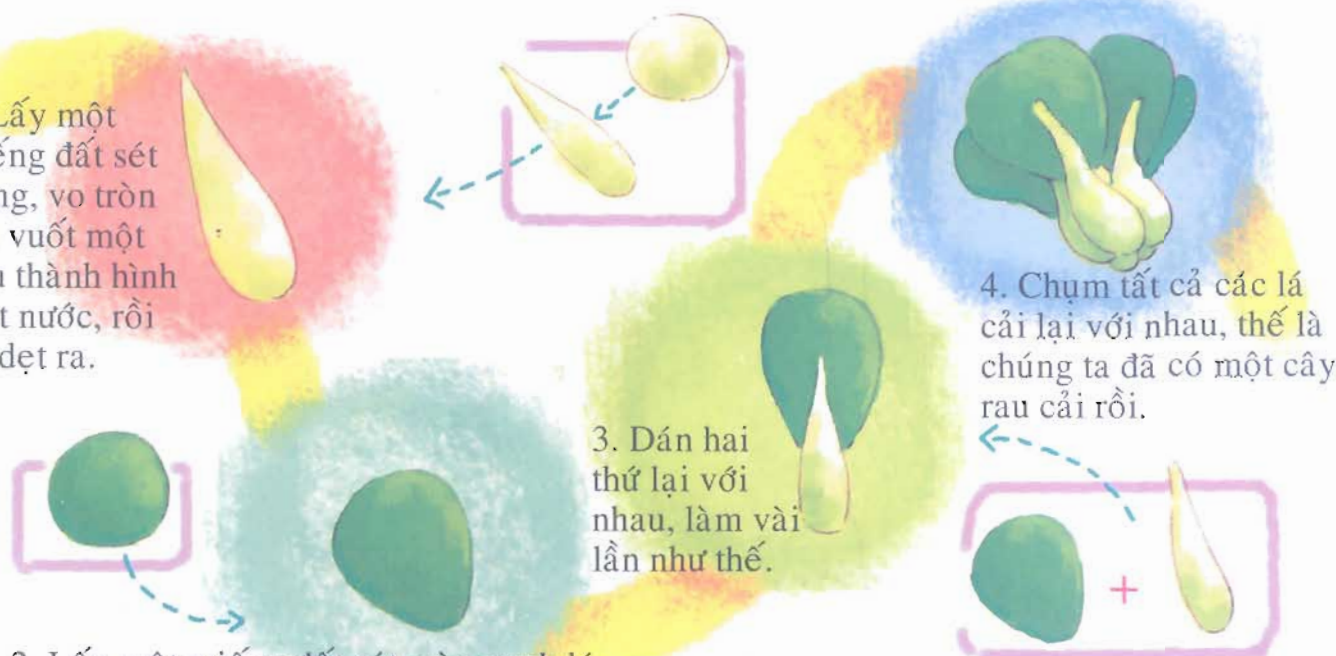 Lấy một
đất sét
vo tròn
vuốt một
thành hình
nước, rồi
dẹt ra.
3. Dán hai
thứ lại với
nhau, làm vài
lần như thế.
4. Chụm tất cả các lá
cải lại với nhau, thế là
chúng ta đã có một cây
rau cải rồi.
+